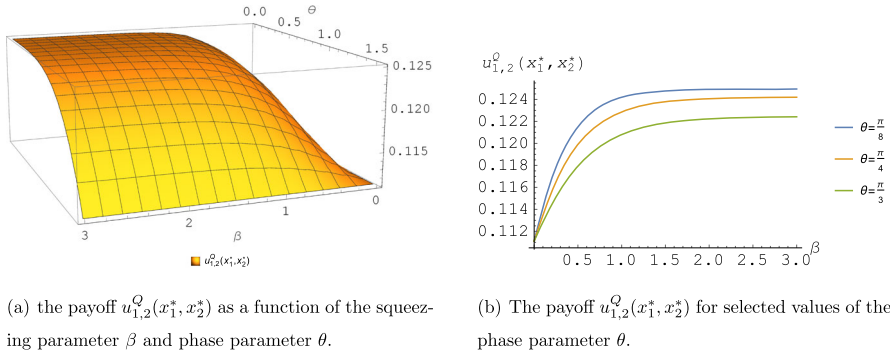 0.0
θ
0.5
1.0
1.5
0.125
0.120
0.115
3
2
1
0
β
u^Q_{1,2}(x^*_1,x^*_2)
u^Q_{1,2}(x^*_1,x^*_2)
0.124
0.122
0.120
0.118
0.116
0.114
0.112
0.5 1.0 1.5 2.0 2.5 3.0 β
θ=π/8
θ=π/4
θ=π/3
(a) the payoff u^Q_{1,2}(x^*_1, x^*_2) as a function of the squeez-
ing parameter β and phase parameter θ.
(b) The payoff u^Q_{1,2}(x^*_1, x^*_2) for selected values of the
phase parameter θ.